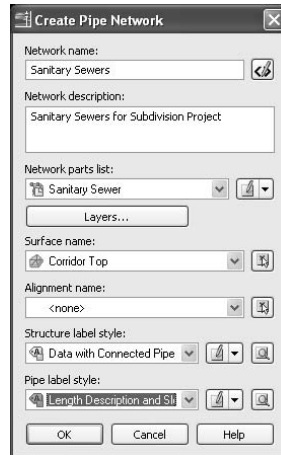 Create Pipe Network
Network name:
Sanitary Sewers
Network description:
Sanitary Sewers for Subdivision Project
Network parts list:
Sanitary Sewer
Layers...
Surface name:
Corridor Top
Alignment name:
<none>
Structure label style:
Data with Connected Pipe
Pipe label style:
Length Description and Sl
OK Cancel Help